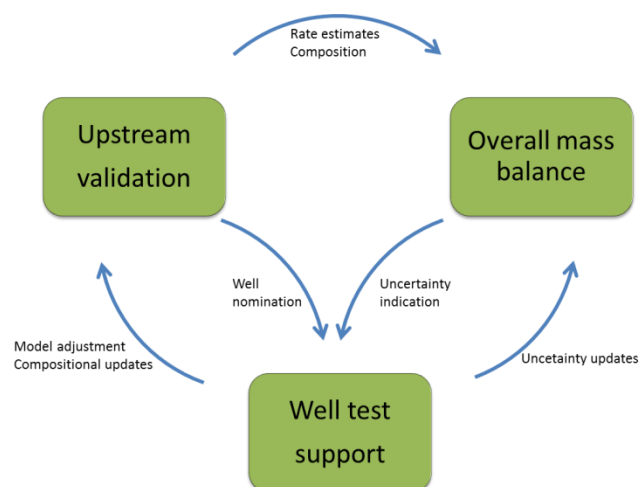 Rate estimates
Composition
Upstream
validation
Overall mass
balance
Well
nomination
Uncertainty
indication
Model adjustment
Compositional updates
Uncetainty updates
Well test
support